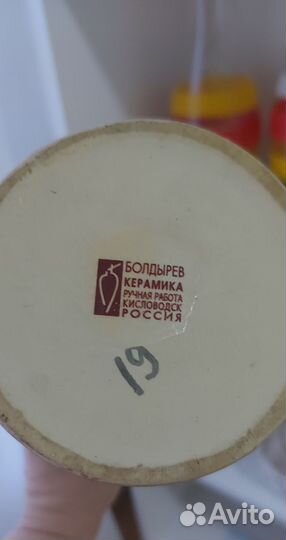 БОЛДЫРЕВ
КЕРАМИКА
РУЧНАЯ РАБОТА
КИСЛОВОДСК
РОССИЯ
19
Avito